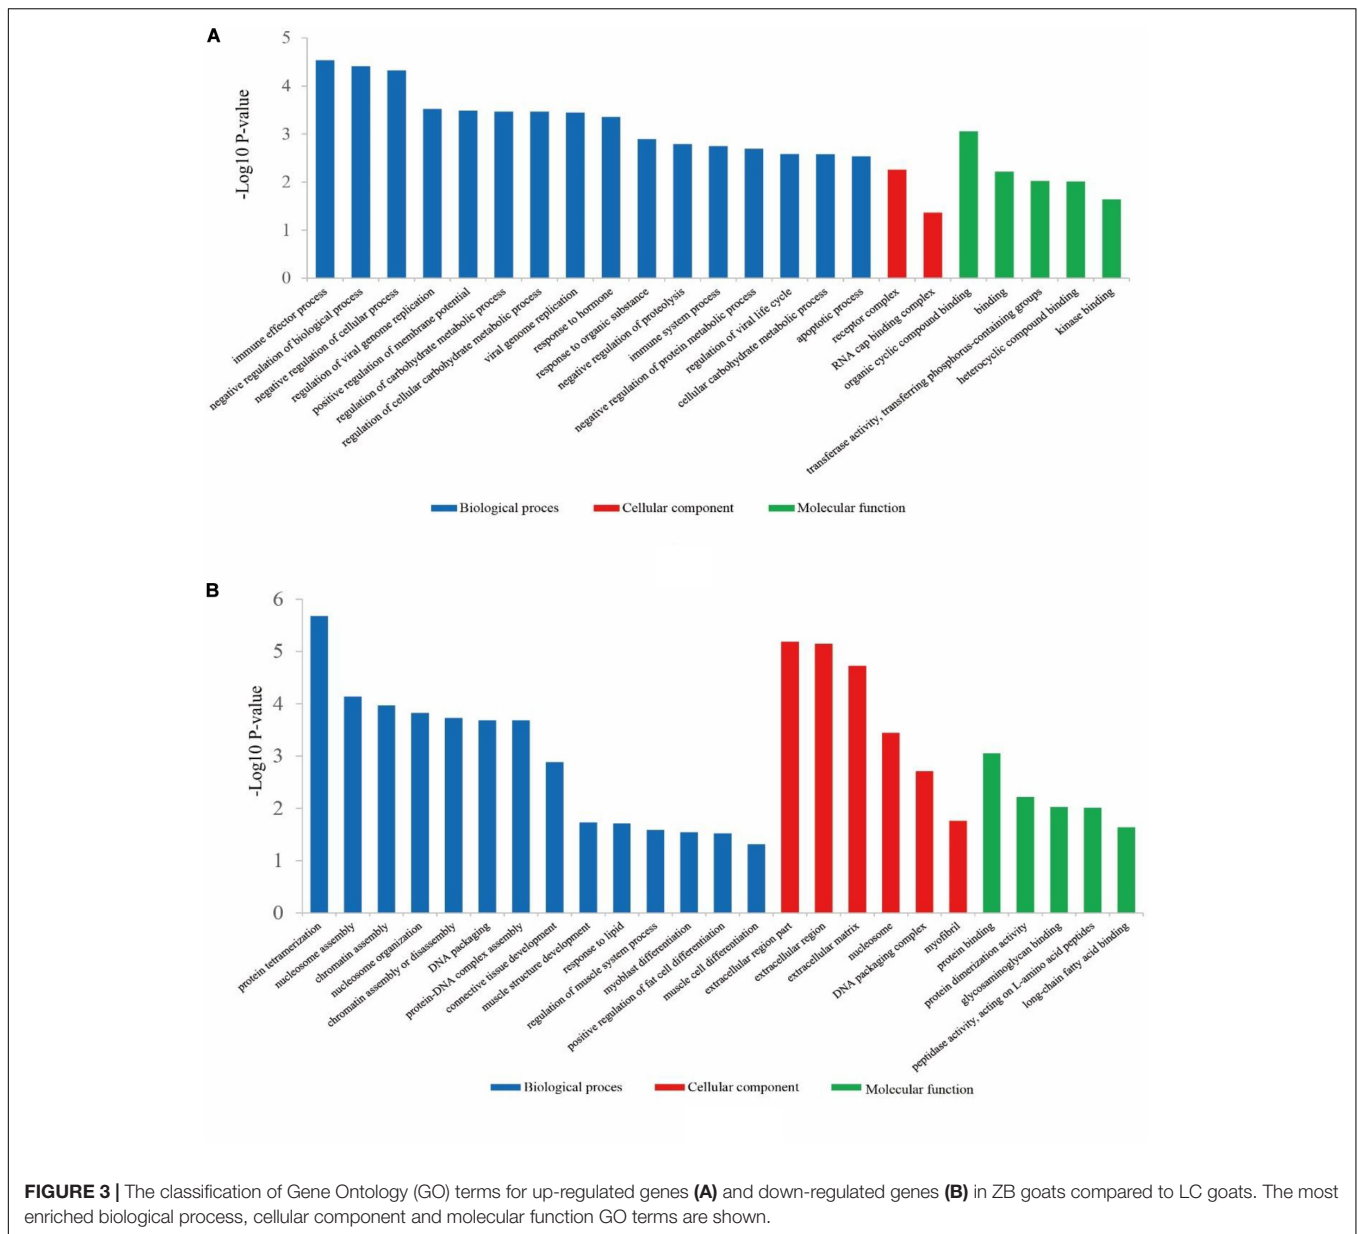 A
5
4
3
2
1
0
-Log10 P-value
immune effector process
negative regulation of biological process
negative regulation of cellular process
regulation of viral genome replication
positive regulation of membrane potential
regulation of carbohydrate metabolic process
regulation of cellular carbohydrate metabolic process
viral genome replication
response to hormone
response to organic substance
negative regulation of proteolysis
immune system process
negative regulation of protein metabolic process
regulation of viral life cycle
cellular carbohydrate metabolic process
apoptotic process
receptor complex
RNA cap binding complex
organic cyclic compound binding
binding
transferase activity, transferring phosphorus-containing groups
heterocyclic compound binding
kinase binding
Biological proces Cellular component Molecular function
B
6
5
4
3
2
1
0
-Log10 P-value
protein tetramerization
nucleosome assembly
chromatin assembly
nucleosome organization
chromatin assembly or disassembly
DNA packaging
protein-DNA complex assembly
connective tissue development
muscle structure development
response to lipid
regulation of muscle system process
myoblast differentiation
positive regulation of fat cell differentiation
muscle cell differentiation
extracellular region part
extracellular region
extracellular matrix
nucleosome
DNA packaging complex
myofibril
protein binding
protein dimerization activity
glycosaminoglycan binding
peptidase activity, acting on L-amino acid peptides
long-chain fatty acid binding
Biological proces Cellular component Molecular function
FIGURE 3 | The classification of Gene Ontology (GO) terms for up-regulated genes (A) and down-regulated genes (B) in ZB goats compared to LC goats. The most
enriched biological process, cellular component and molecular function GO terms are shown.